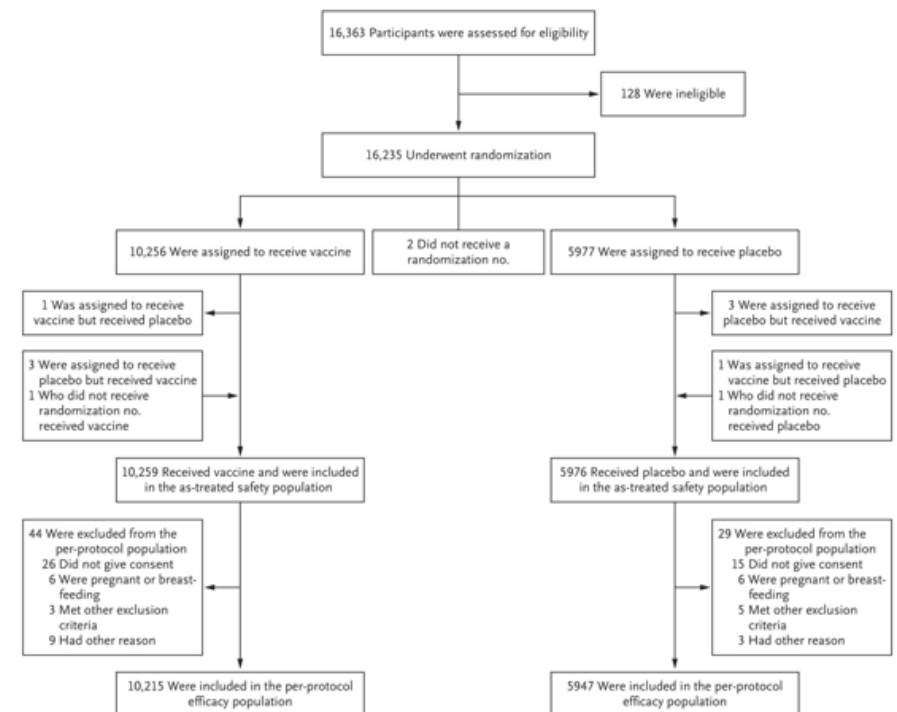 16,363 Participants were assessed for eligibility
128 Were ineligible
16,235 Underwent randomization
10,256 Were assigned to receive vaccine
2 Did not receive a
randomization no.
5977 Were assigned to receive placebo
1 Was assigned to receive
vaccine but received placebo
3 Were assigned to receive
placebo but received vaccine
3 Were assigned to receive
placebo but received vaccine
1 Who did not receive
randomization no.
received vaccine
1 Was assigned to receive
vaccine but received placebo
1 Who did not receive
randomization no.
received placebo
10,259 Received vaccine and were included
in the as-treated safety population
5976 Received placebo and were included
in the as-treated safety population
44 Were excluded from the
per-protocol population
26 Did not give consent
6 Were pregnant or breast-
feeding
3 Met other exclusion
criteria
9 Had other reason
29 Were excluded from the
per-protocol population
15 Did not give consent
6 Were pregnant or breast-
feeding
5 Met other exclusion
criteria
3 Had other reason
10,215 Were included in the per-protocol
efficacy population
5947 Were included in the per-protocol
efficacy population